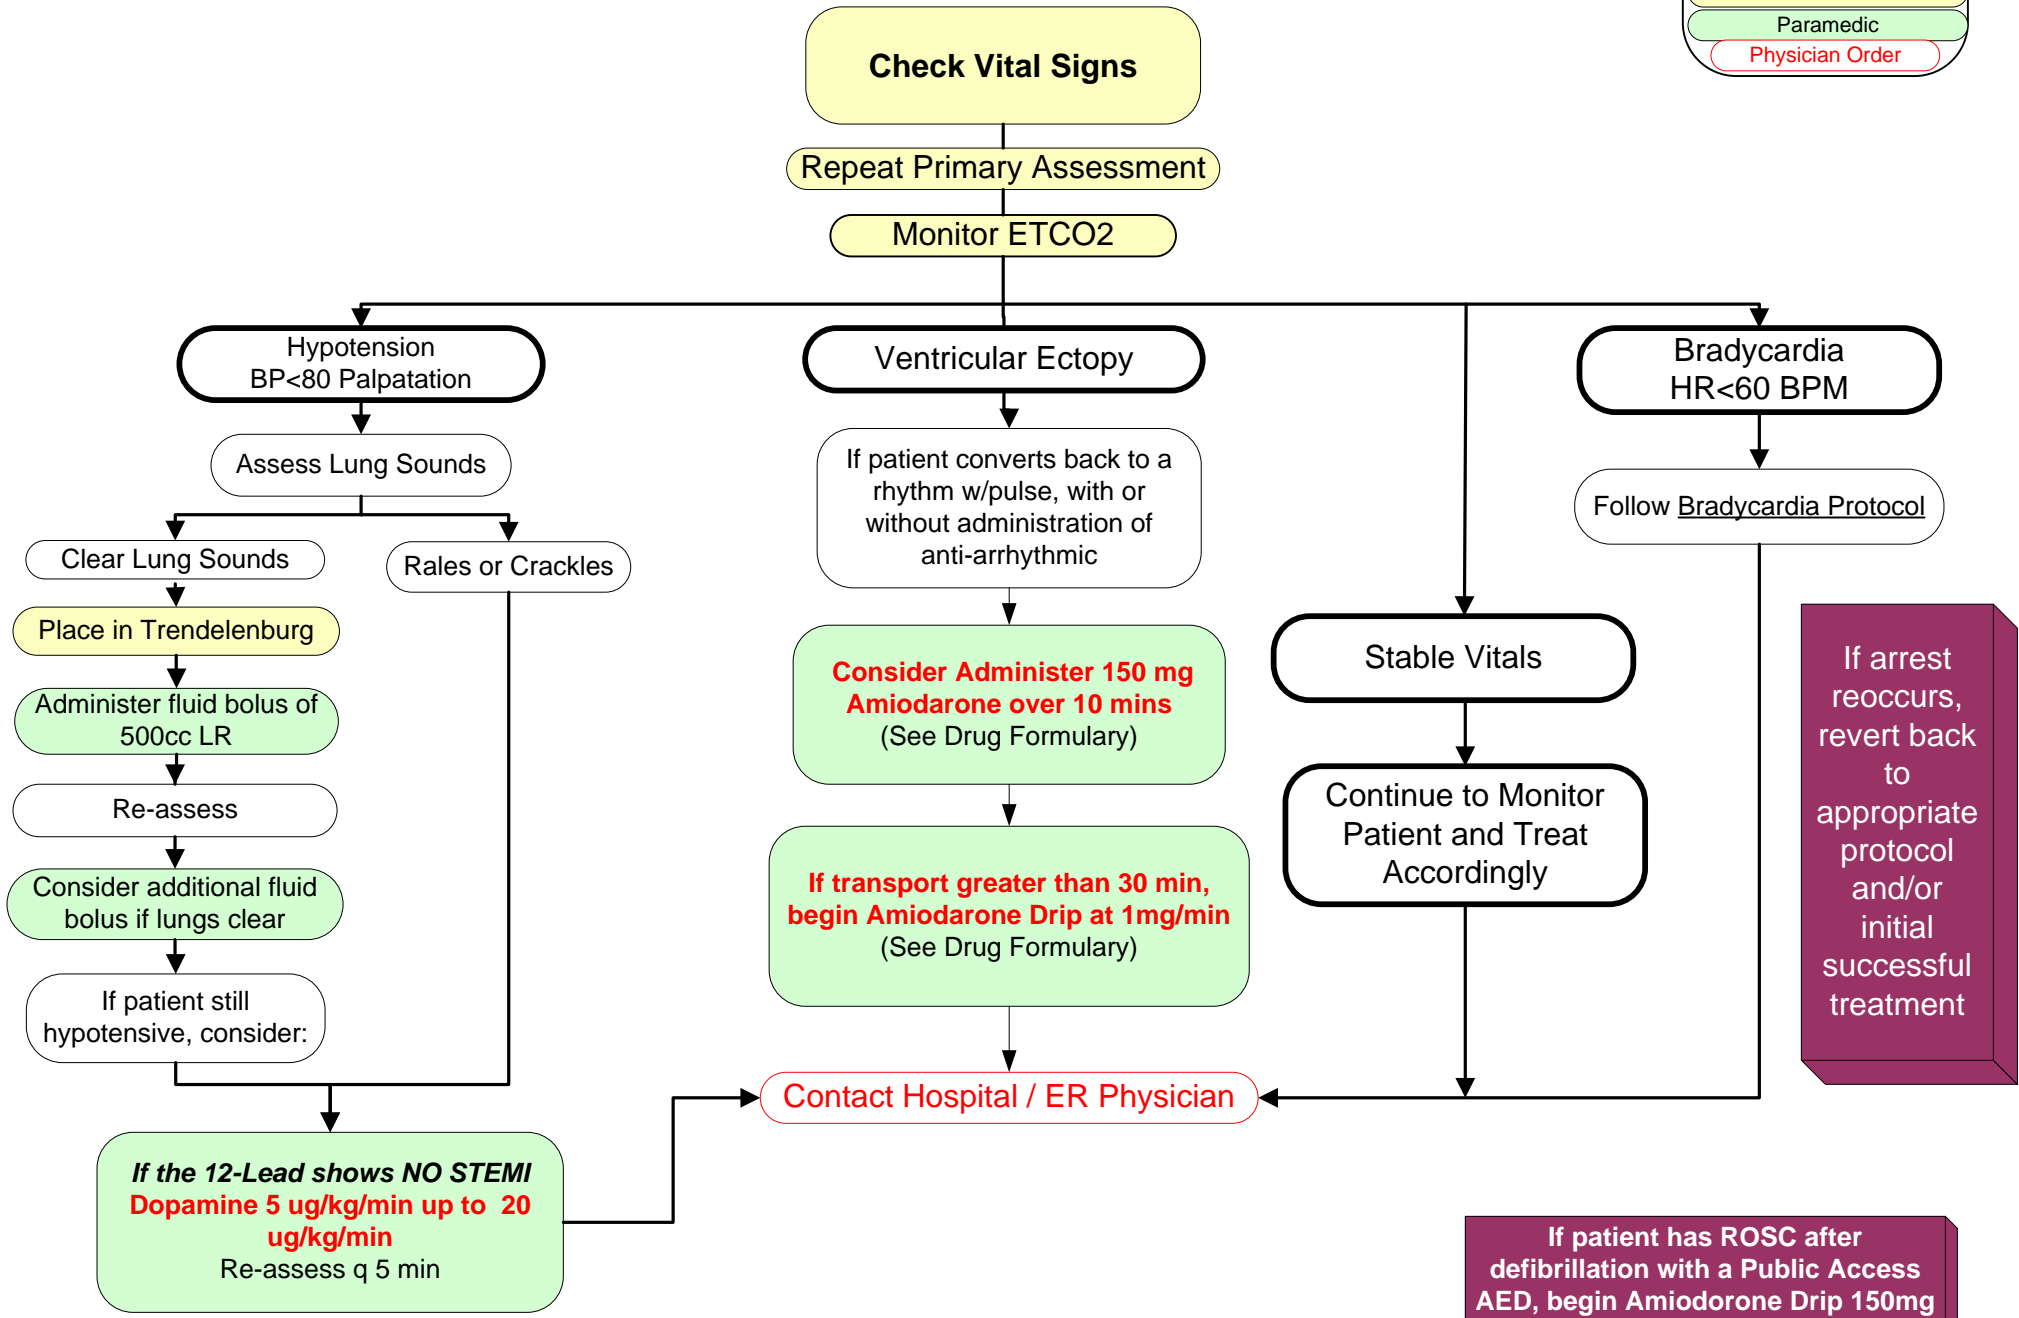 Paramedic
Physician Order
Check Vital Signs
Repeat Primary Assessment
Monitor ETCO2
Hypotension
BP<80 Palpatation
Assess Lung Sounds
Clear Lung Sounds
Rales or Crackles
Place in Trendelenburg
Administer fluid bolus of
500cc LR
Re-assess
Consider additional fluid
bolus if lungs clear
If patient still
hypotensive, consider:
If the 12-Lead shows NO STEMI
Dopamine 5 ug/kg/min up to 20
ug/kg/min
Re-assess q 5 min
Ventricular Ectopy
If patient converts back to a
rhythm w/pulse, with or
without administration of
anti-arrhythmic
Consider Administer 150 mg
Amiodarone over 10 mins
(See Drug Formulary)
If transport greater than 30 min,
begin Amiodarone Drip at 1mg/min
(See Drug Formulary)
Contact Hospital / ER Physician
Stable Vitals
Continue to Monitor
Patient and Treat
Accordingly
Bradycardia
HR<60 BPM
Follow Bradycardia Protocol
If arrest
reoccurs,
revert back
to
appropriate
protocol
and/or
initial
successful
treatment
If patient has ROSC after
defibrillation with a Public Access
AED, begin Amiodorone Drip 150mg